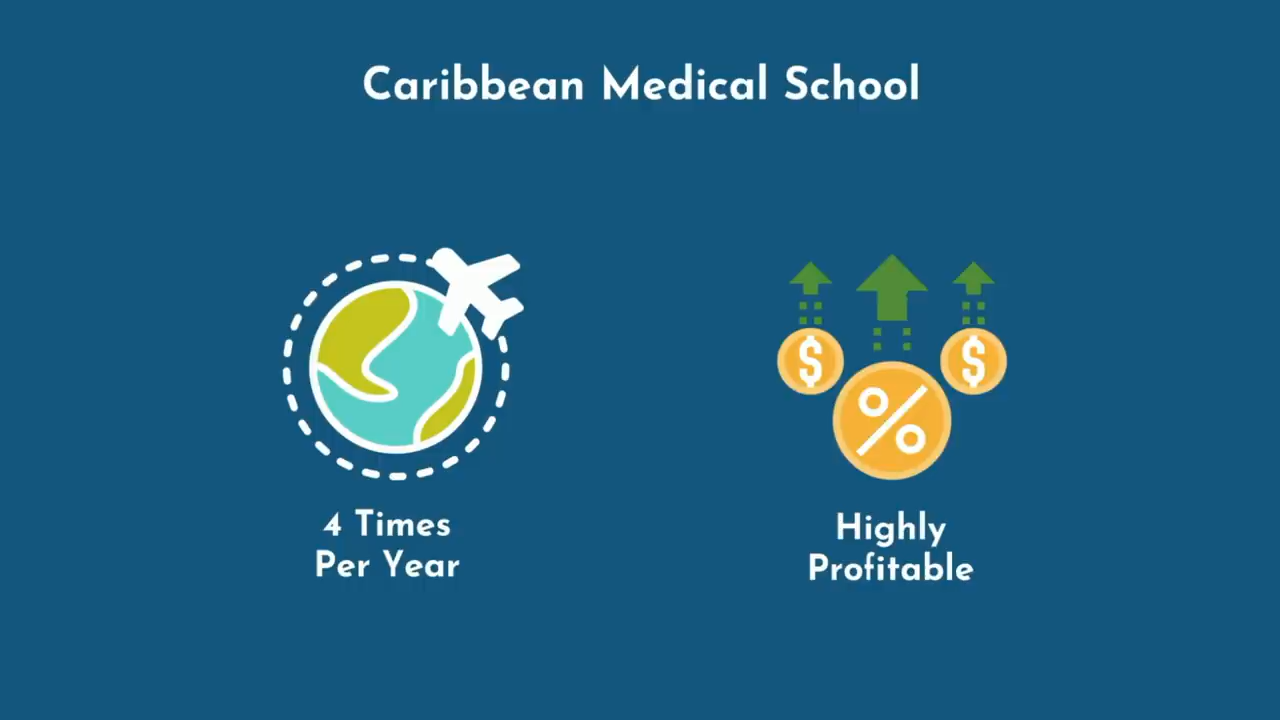 Caribbean Medical School
4 Times
Per Year
$
$
%
Highly
Profitable